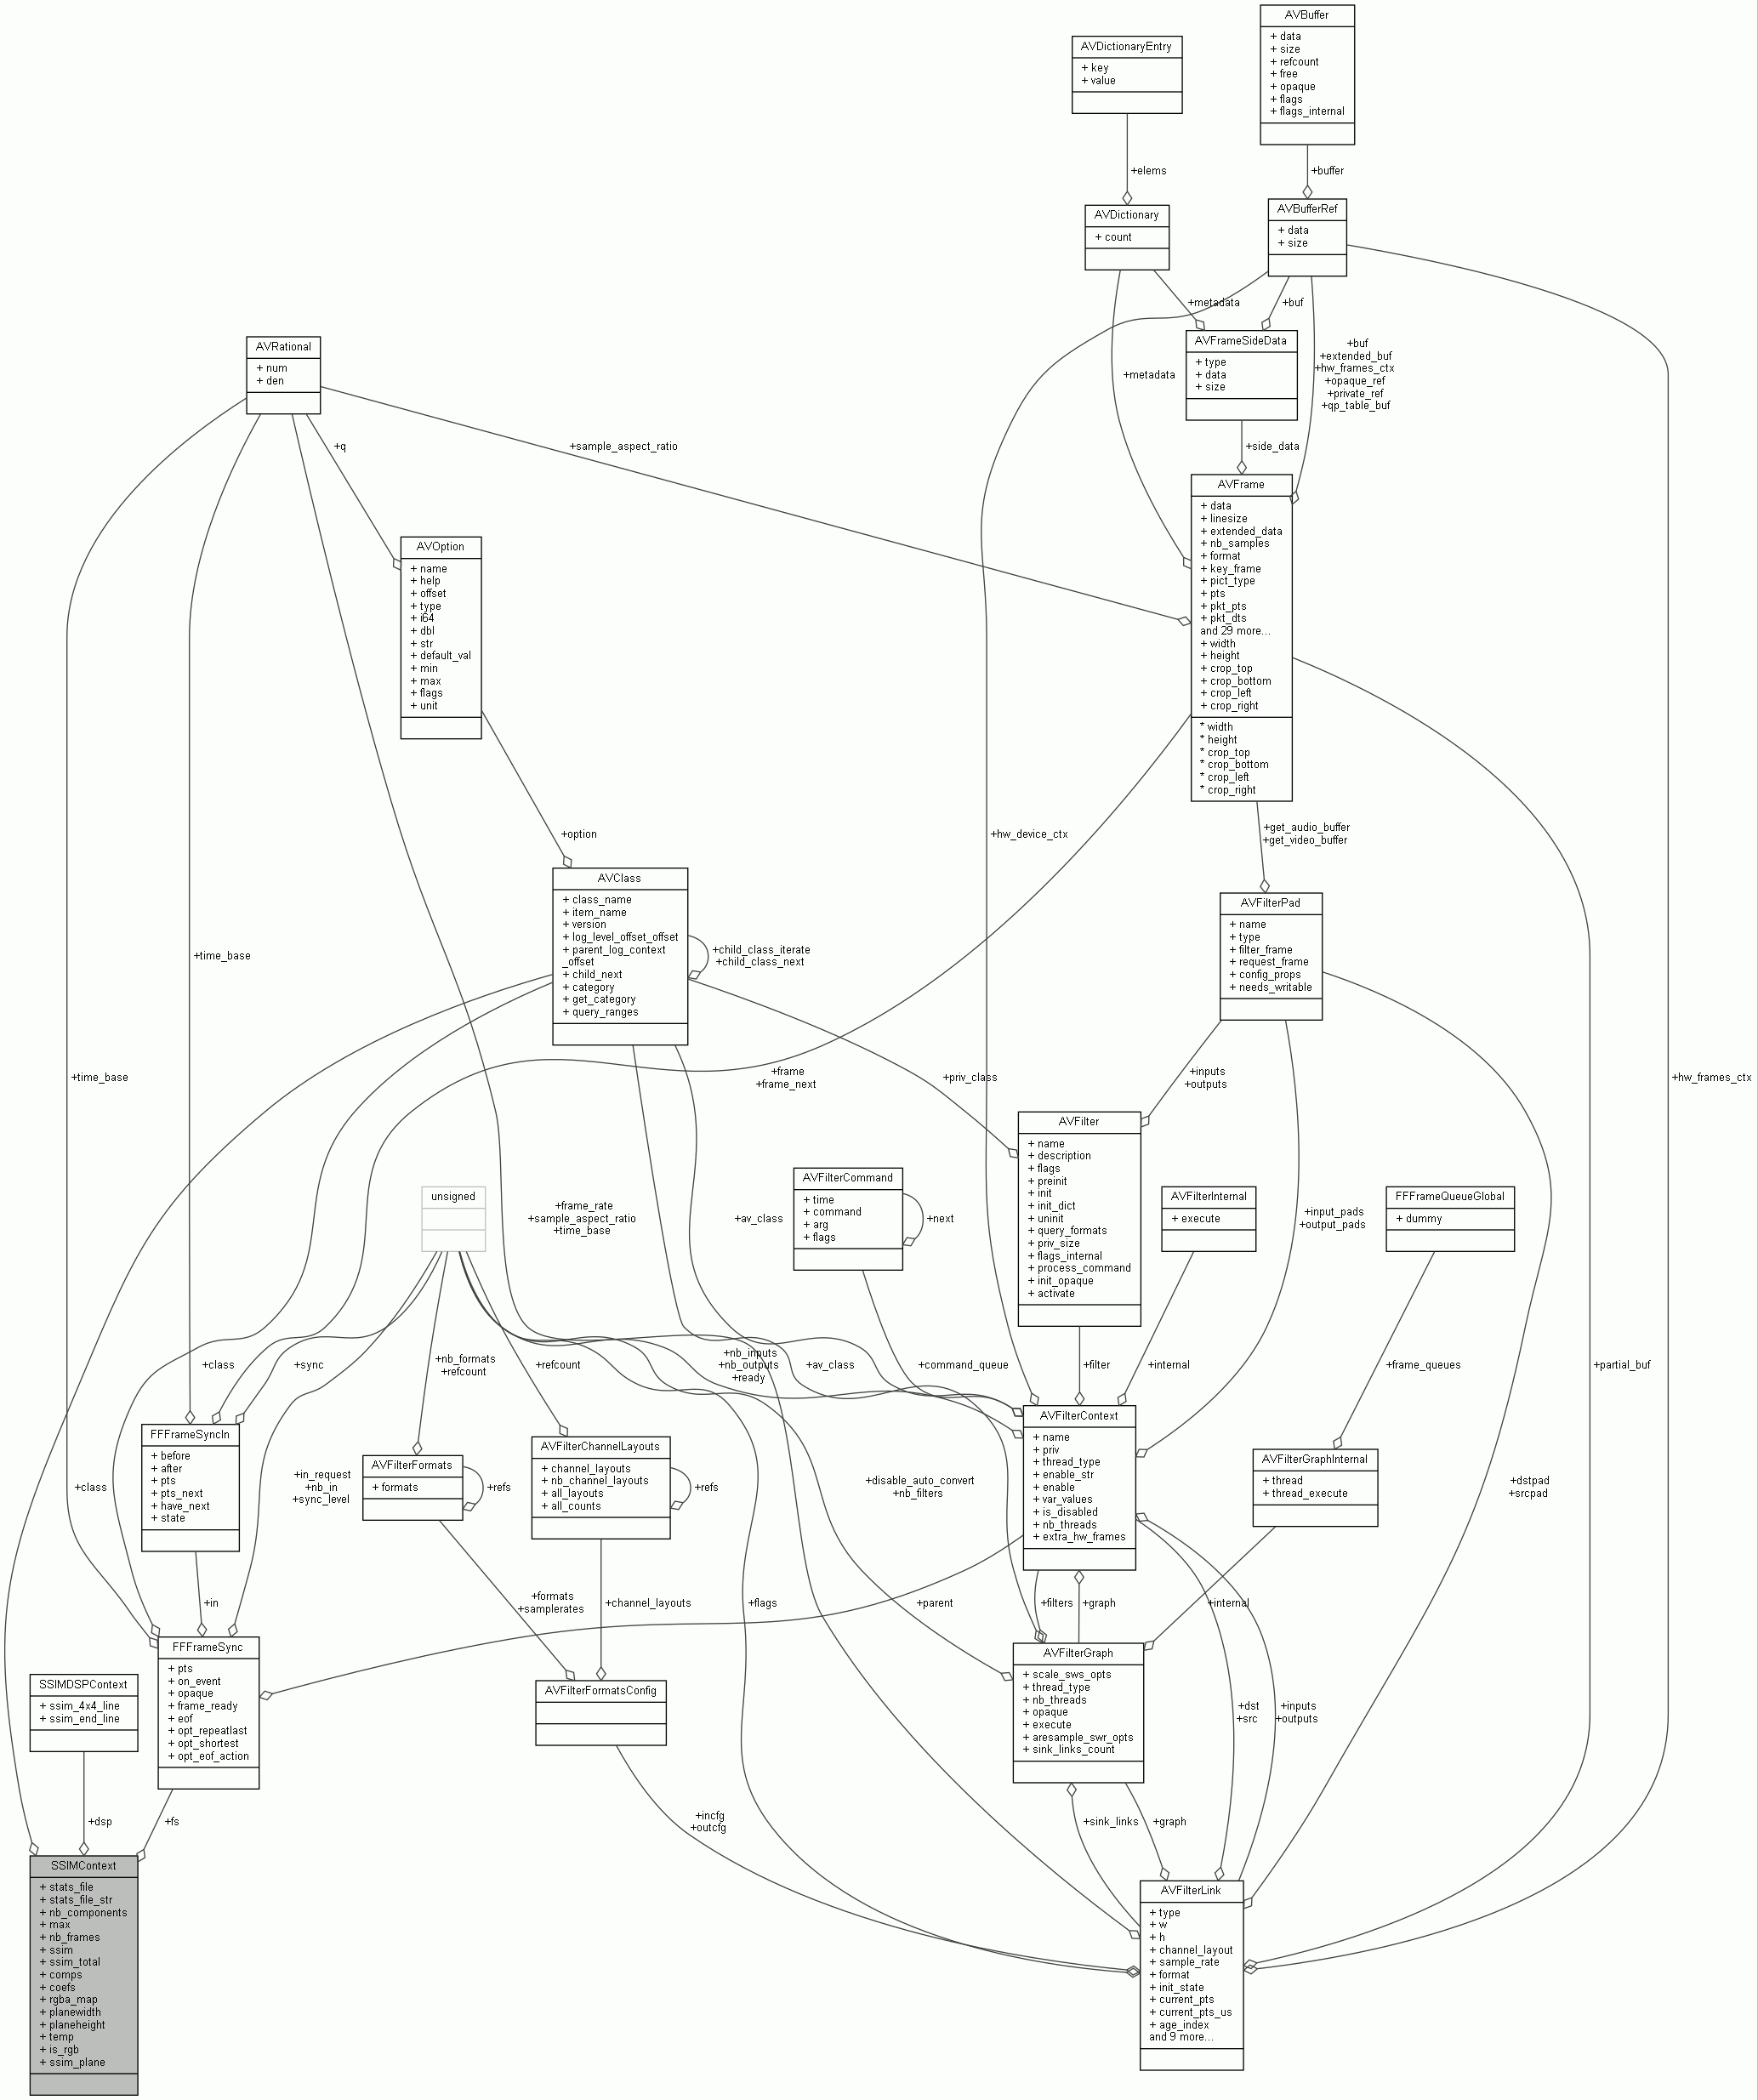 AVBuffer
+ data
+ size
+ refcount
+ free
+ opaque
+ flags
+ flags_internal
AVDictionaryEntry
+ key
+ value
+elems
+buffer
AVDictionary
+ count
AVBufferRef
+ data
+ size
+metadata
+buf
AVFrameSideData
+ type
+ data
+ size
+metadata
+buf
+extended_buf
+hw_frames_ctx
+opaque_ref
+private_ref
+qp_table_buf
AVRational
+ num
+ den
+q
+sample_aspect_ratio
+side_data
AVFrame
+ data
+ linesize
+ extended_data
+ nb_samples
+ format
+ key_frame
+ pict_type
+ pts
+ pkt_pts
+ pkt_dts
and 29 more...
+ width
+ height
+ crop_top
+ crop_bottom
+ crop_left
+ crop_right
* width
* height
* crop_top
* crop_bottom
* crop_left
* crop_right
AVOption
+ name
+ help
+ offset
+ type
+ i64
+ dbl
+ str
+ default_val
+ min
+ max
+ flags
+ unit
+option
+hw_device_ctx
+get_audio_buffer
+get_video_buffer
AVClass
+ class_name
+ item_name
+ version
+ log_level_offset_offset
+ parent_log_context
_offset
+ child_next
+ category
+ get_category
+ query_ranges
+child_class_iterate
+child_class_next
AVFilterPad
+ name
+ type
+ filter_frame
+ request_frame
+ config_props
+ needs_writable
+time_base
+time_base
+frame
+frame_next
+priv_class
+inputs
+outputs
+hw_frames_ctx
AVFilter
+ name
+ description
+ flags
+ preinit
+ init
+ init_dict
+ uninit
+ query_formats
+ priv_size
+ flags_internal
+ process_command
+ init_opaque
+ activate
AVFilterCommand
+ time
+ command
+ arg
+ flags
+next
unsigned
+frame_rate
+sample_aspect_ratio
+time_base
+av_class
AVFilterInternal
+ execute
+input_pads
+output_pads
FFFrameQueueGlobal
+ dummy
+class
+sync
+nb_formats
+refcount
+refcount
+nb_inputs
+nb_outputs
+ready
+av_class
+command_queue
+filter
+internal
+frame_queues
+partial_buf
FFFrameSyncIn
+ before
+ after
+ pts
+ pts_next
+ have_next
+ state
+class
+in_request
+nb_in
+sync_level
AVFilterFormats
+ formats
+refs
AVFilterChannelLayouts
+ channel_layouts
+ nb_channel_layouts
+ all_layouts
+ all_counts
+refs
+disable_auto_convert
+nb_filters
AVFilterContext
+ name
+ priv
+ thread_type
+ enable_str
+ enable
+ var_values
+ is_disabled
+ nb_threads
+ extra_hw_frames
AVFilterGraphInternal
+ thread
+ thread_execute
+dstpad
+srcpad
+in
+formats
+samplerates
+channel_layouts
+flags
+parent
+filters
+graph
+internal
FFFrameSync
+ pts
+ on_event
+ opaque
+ frame_ready
+ eof
+ opt_repeatlast
+ opt_shortest
+ opt_eof_action
SSIMDSPContext
+ ssim_4x4_line
+ ssim_end_line
AVFilterFormatsConfig
AVFilterGraph
+ scale_sws_opts
+ thread_type
+ nb_threads
+ opaque
+ execute
+ aresample_swr_opts
+ sink_links_count
+dst
+src
+inputs
+outputs
+dsp
+fs
+incfg
+outcfg
+sink_links
+graph
SSIMContext
+ stats_file
+ stats_file_str
+ nb_components
+ max
+ nb_frames
+ ssim
+ ssim_total
+ comps
+ coefs
+ rgba_map
+ planewidth
+ planeheight
+ temp
+ is_rgb
+ ssim_plane
AVFilterLink
+ type
+ w
+ h
+ channel_layout
+ sample_rate
+ format
+ init_state
+ current_pts
+ current_pts_us
+ age_index
and 9 more...